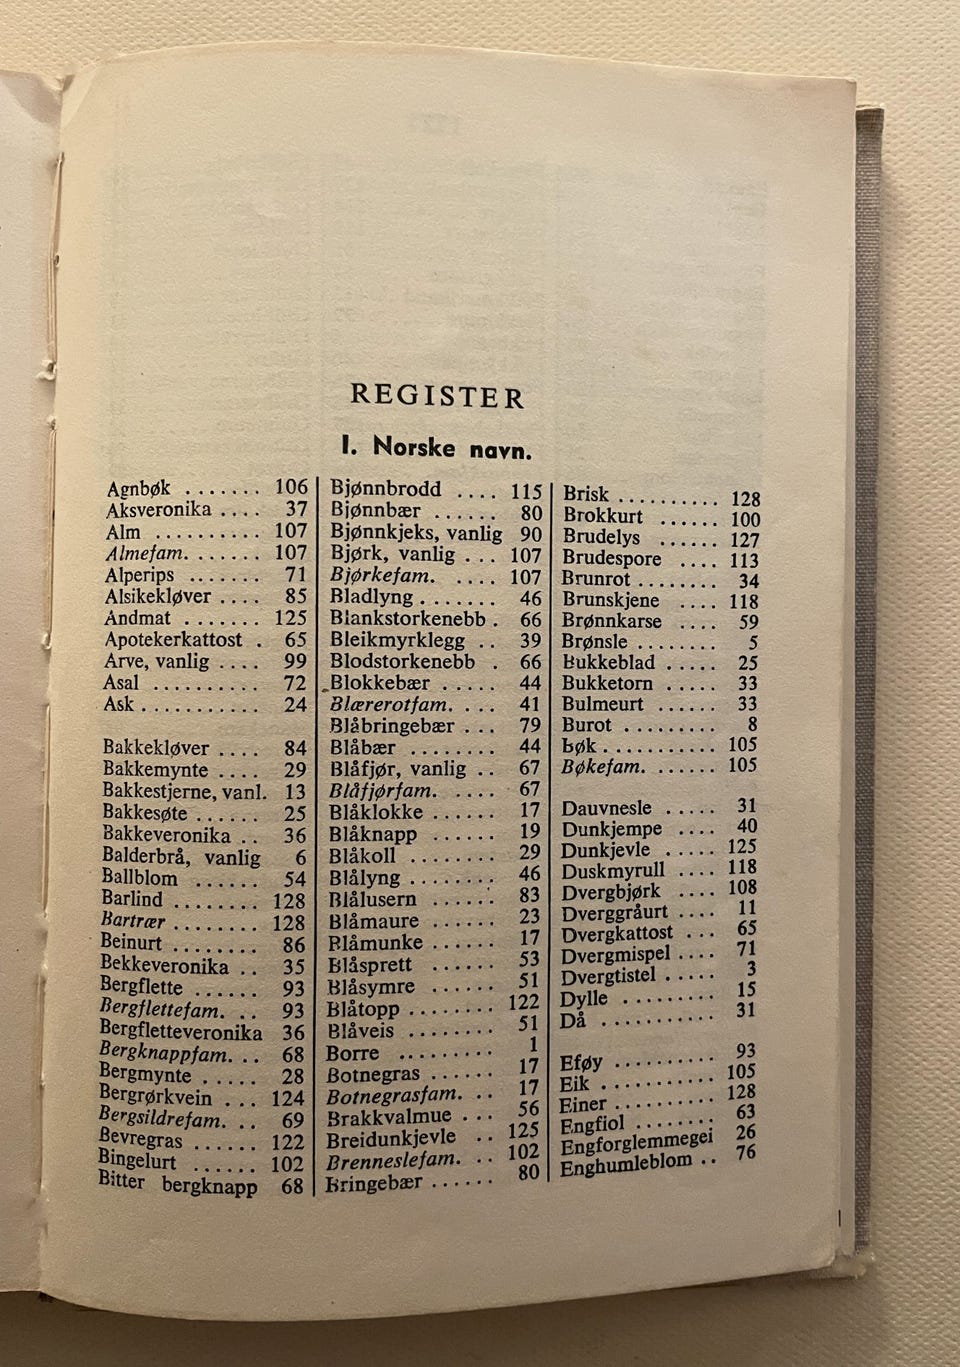 REGISTER
I. Norske navn.
Agnbøk ....... 106
Aksveronika .... 37
Alm .......... 107
Almefam. ....... 107
Alperips ....... 71
Alsikekløver .... 85
Andmat ....... 125
Apotekerkattost . 65
Arve, vanlig .... 99
Asal .......... 72
Ask ........... 24
Bakkekløver .... 84
Bakkemynte .... 29
Bakkestjerne, vanl. 13
Bakkesøte ...... 25
Bakkeveronika .. 36
Balderbrå, vanlig 6
Ballblom ...... 54
Barlind ........ 128
Bartrær ........ 128
Beinurt ........ 86
Bekkeveronika .. 35
Bergflette ...... 93
Bergflettefam. .. 93
Bergfletteveronika 36
Bergknappfam. .. 68
Bergmynte ..... 28
Bergrørkvein ... 124
Bergsildrefam. .. 69
Bevregras ...... 122
Bingelurt ...... 102
Bitter bergknapp 68
Bjønnbrodd .... 115
Bjønnbær ...... 80
Bjønnkjeks, vanlig 90
Bjørk, vanlig ... 107
Bjørkefam. .... 107
Bladlyng ....... 46
Blankstorkenebb . 66
Bleikmyrklegg .. 39
Blodstorkenebb . 66
Blokkebær ..... 44
Blærerotfam. .... 41
Blåbringebær ... 79
Blåbær ........ 44
Blåfjør, vanlig .. 67
Blåfjørfam. .... 67
Blåklokke ...... 17
Blåknapp ...... 19
Blåkoll ........ 29
Blålyng ........ 46
Blålusern ...... 83
Blåmaure ...... 23
Blåmunke ...... 17
Blåsprett ...... 53
Blåsymre ...... 51
Blåtopp ........ 122
Blåveis ........ 51
Borre ......... 1
Botnegras ...... 17
Botnegrasfam. .. 17
Brakkvalmue ... 56
Breidunkjevle .. 125
Brenneslefam. .. 102
Bringebær ...... 80
Brisk .......... 128
Brokkurt ...... 100
Brudelys ...... 127
Brudespore .... 113
Brunrot ........ 34
Brunskjene .... 118
Brønnkarse .... 59
Brønsle ........ 5
Bukkeblad ..... 25
Bukketorn ..... 33
Bulmeurt ...... 33
Burot ......... 8
Bøk ........... 105
Bøkefam. ...... 105
Dauvnesle ..... 31
Dunkjempe .... 40
Dunkjevle ..... 125
Duskmyrull .... 118
Dvergbjørk .... 108
Dverggråurt .... 11
Dvergkattost ... 65
Dvergmispel .... 71
Dvergtistel ..... 3
Dylle ......... 15
Då ........... 31
Eføy .......... 93
Eik ........... 105
Einer .......... 128
Engfiol ........ 63
Engforglemmegei 26
Enghumleblom .. 76